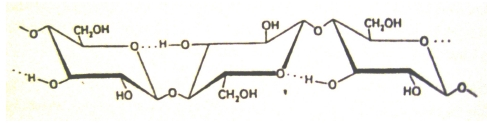 CH₂OH OH CH₂OH
O O H-O O O
H-O HO O CH₂OH O H-O HO O